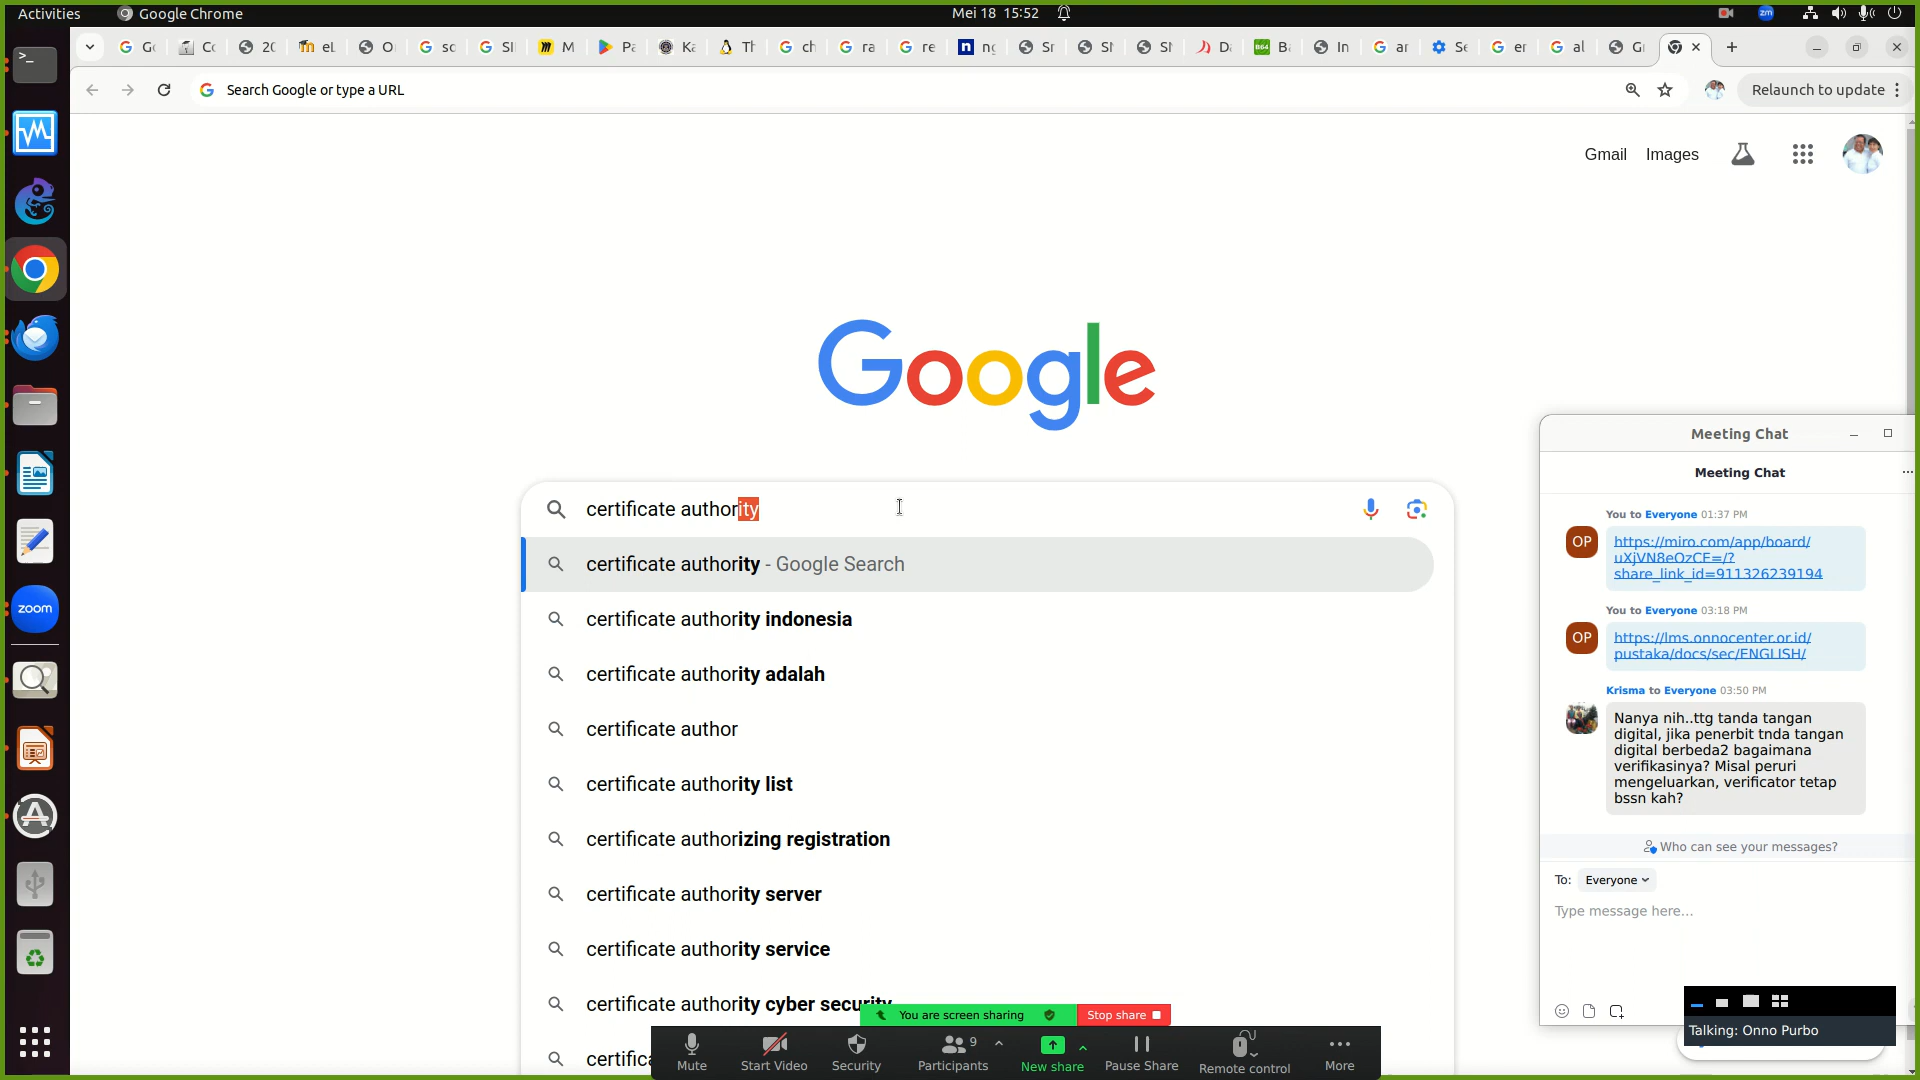 Activities
Google Chrome
Mei 18 15:52
zm
20
eL
M
Search Google or type a URL
Relaunch to update
Gmail Images
Google
certificate authority
certificate authority - Google Search
certificate authority indonesia
certificate authority adalah
certificate author
certificate authority list
certificate authorizing registration
certificate authority server
certificate authority service
certificate authority cyber security
certifica
zoom
Meeting Chat
Meeting Chat
You to Everyone 01:37 PM
OP
https://miro.com/app/board/
uXjVN8eOzCE=/?
share_link_id=911326239194
You to Everyone 03:18 PM
OP
https://lms.onnocenter.or.id/
pustaka/docs/sec/ENGLISH/
Krisma to Everyone 03:50 PM
Nanya nih..ttg tanda tangan
digital, jika penerbit tnda tangan
digital berbeda2 bagaimana
verifikasinya? Misal peruri
mengeluarkan, verificator tetap
bssn kah?
Who can see your messages?
To: Everyone
Type message here...
Talking: Onno Purbo
You are screen sharing
Stop share
Mute
Start Video
Security
Participants
9
New share
Pause Share
Remote control
More